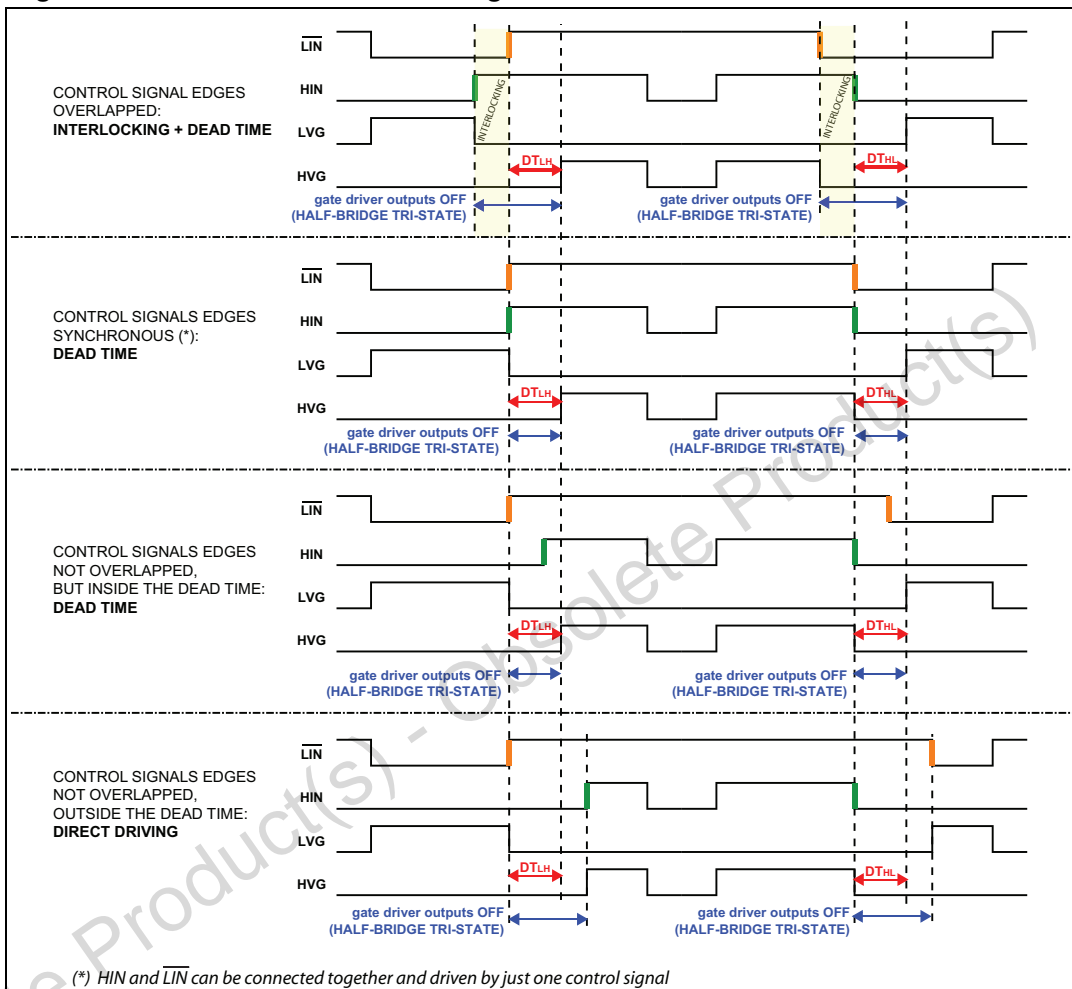 LIN
HIN
LVG
HVG
CONTROL SIGNAL EDGES
OVERLAPPED:
INTERLOCKING + DEAD TIME
INTERLOCKING
INTERLOCKING
DTLH
DTHL
gate driver outputs OFF
(HALF-BRIDGE TRI-STATE)
gate driver outputs OFF
(HALF-BRIDGE TRI-STATE)
LIN
HIN
LVG
HVG
CONTROL SIGNALS EDGES
SYNCHRONOUS (*):
DEAD TIME
DTLH
DTHL
gate driver outputs OFF
(HALF-BRIDGE TRI-STATE)
gate driver outputs OFF
(HALF-BRIDGE TRI-STATE)
LIN
HIN
LVG
HVG
CONTROL SIGNALS EDGES
NOT OVERLAPPED,
BUT INSIDE THE DEAD TIME:
DEAD TIME
DTLH
DTHL
gate driver outputs OFF
(HALF-BRIDGE TRI-STATE)
gate driver outputs OFF
(HALF-BRIDGE TRI-STATE)
LIN
HIN
LVG
HVG
CONTROL SIGNALS EDGES
NOT OVERLAPPED,
OUTSIDE THE DEAD TIME:
DIRECT DRIVING
DTLH
DTHL
gate driver outputs OFF
(HALF-BRIDGE TRI-STATE)
gate driver outputs OFF
(HALF-BRIDGE TRI-STATE)
(*) HIN and LIN can be connected together and driven by just one control signal
Product(s) - Obsolete Product(s)